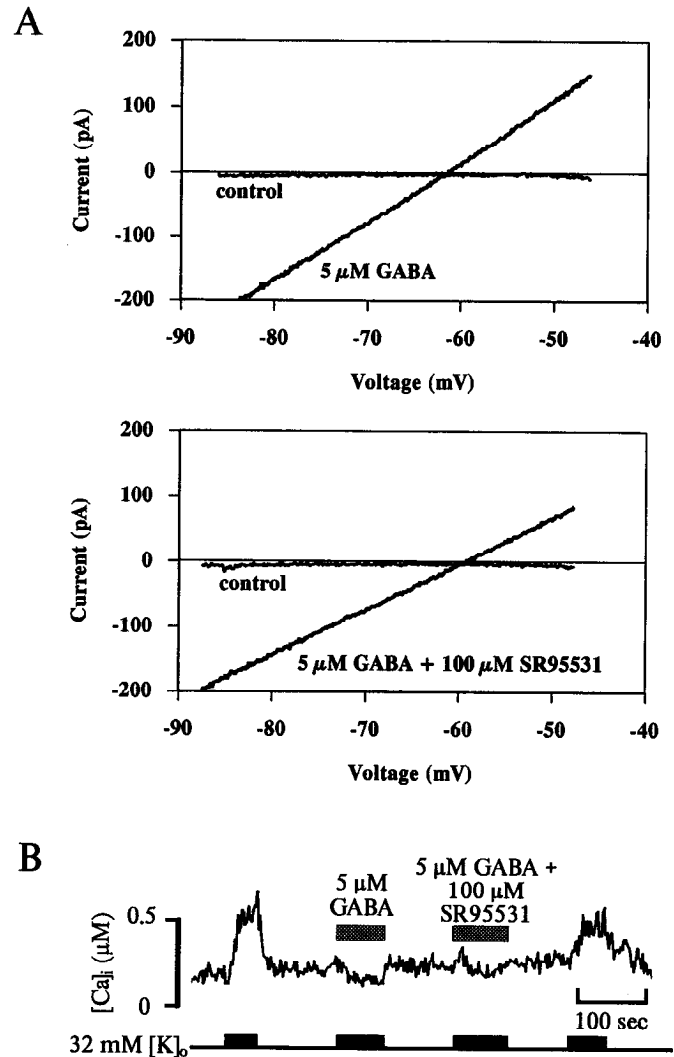 A
200
100
0
-100
-200
Current (pA)
control
5 µM GABA
-90 -80 -70 -60 -50 -40
Voltage (mV)
200
100
0
-100
-200
Current (pA)
control
5 µM GABA + 100 µM SR95531
-90 -80 -70 -60 -50 -40
Voltage (mV)
B
[Ca]i (µM)
0.5
0
5 µM
GABA
5 µM GABA +
100 µM
SR95531
100 sec
32 mM [K]o